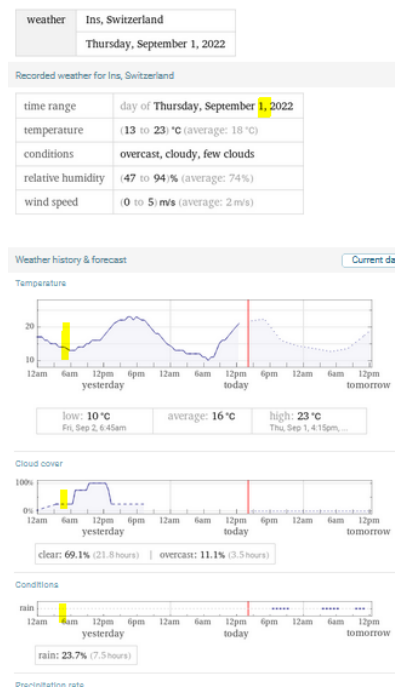 weather Ins, Switzerland
Thursday, September 1, 2022
Recorded weather for Ins, Switzerland
time range day of Thursday, September 1, 2022
temperature (13 to 23) °C (average: 18 °C)
conditions overcast, cloudy, few clouds
relative humidity (47 to 94)% (average: 74%)
wind speed (0 to 5) m/s (average: 2 m/s)
Weather history & forecast Current da
Temperature
20
10
12am 6am 12pm 6pm 12am 6am 12pm 6pm 12am 6am 12pm
yesterday today tomorrow
low: 10 °C average: 16 °C high: 23 °C
Fri, Sep 2, 6:45am Thu, Sep 1, 4:15pm, ...
Cloud cover
100%
0%
12am 6am 12pm 6pm 12am 6am 12pm 6pm 12am 6am 12pm
yesterday today tomorrow
clear: 69.1% (21.8 hours) | overcast: 11.1% (3.5 hours)
Conditions
rain
12am 6am 12pm 6pm 12am 6am 12pm 6pm 12am 6am 12pm
yesterday today tomorrow
rain: 23.7% (7.5 hours)
Precipitation rate